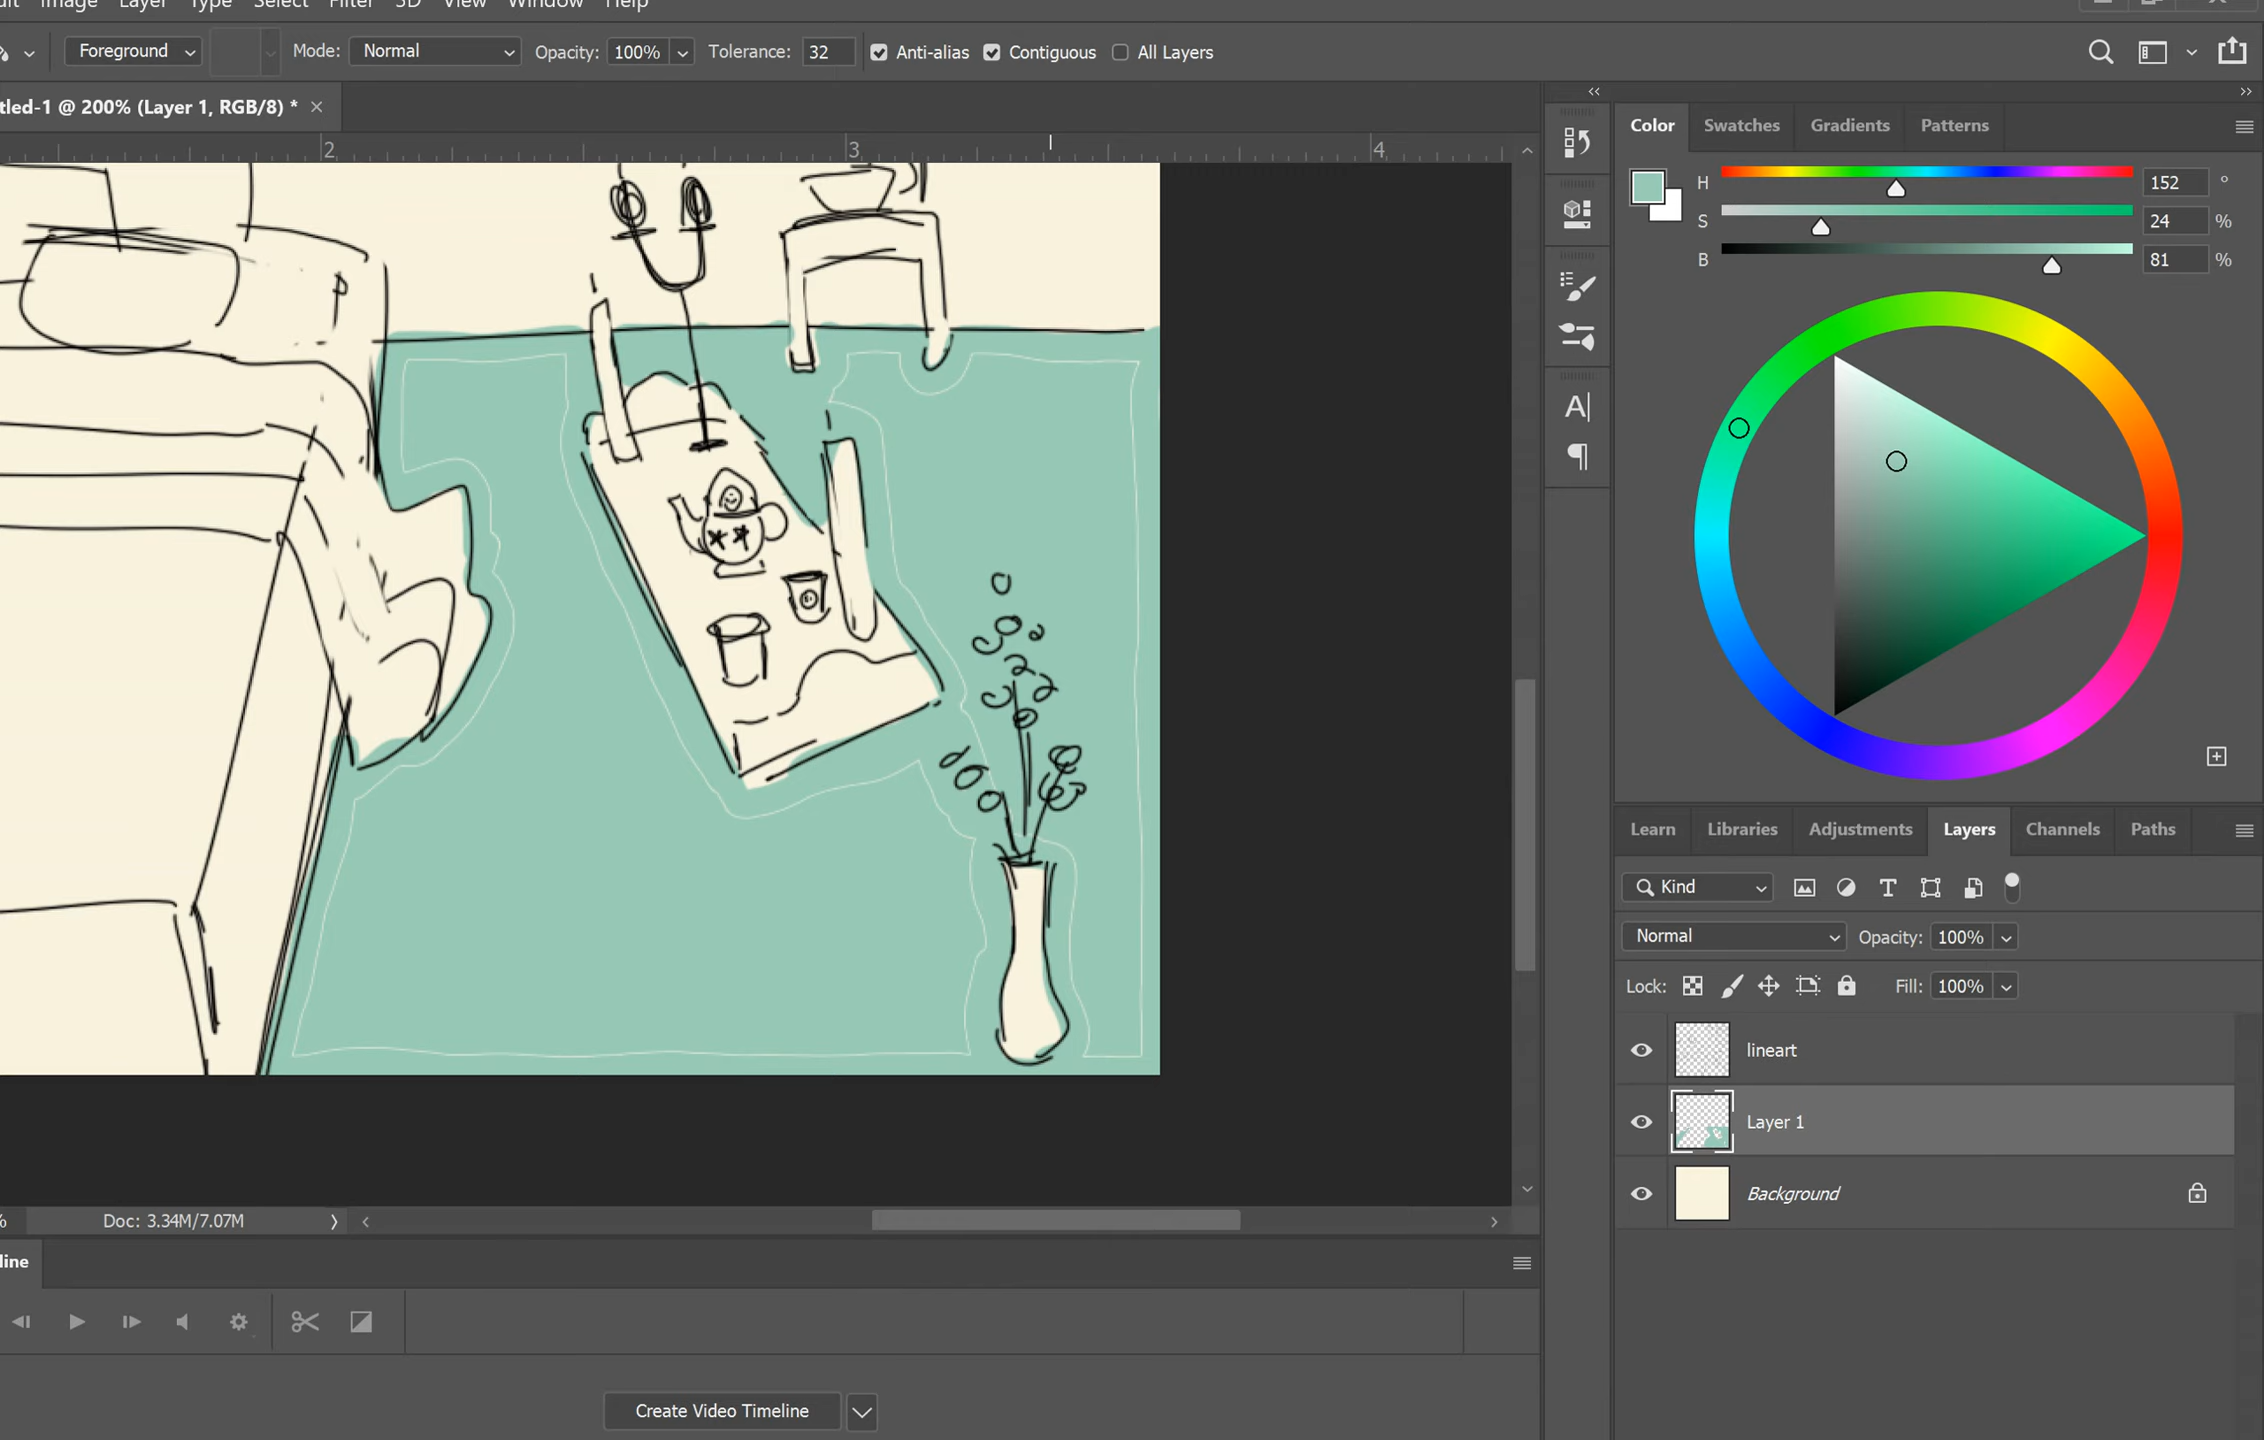 Image Layer Type Select Filter 3D View Window Help
Foreground Mode: Normal Opacity: 100% Tolerance: 32 Anti-alias Contiguous All Layers
tled-1 @ 200% (Layer 1, RGB/8) * ×
2 3 4
Color Swatches Gradients Patterns
H 152 °
S 24 %
B 81 %
A|
¶
Learn Libraries Adjustments Layers Channels Paths
Kind
Normal Opacity: 100%
Lock: Fill: 100%
lineart
Layer 1
Background
% Doc: 3.34M/7.07M
line
Create Video Timeline